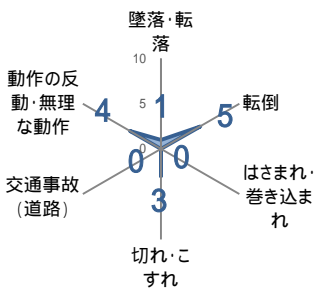 墜落･転
落
10
5
0
1
5
0
3
0
4
転倒
はさまれ･
巻き込ま
れ
切れ･こ
すれ
交通事故
(道路)
動作の反
動･無理
な動作